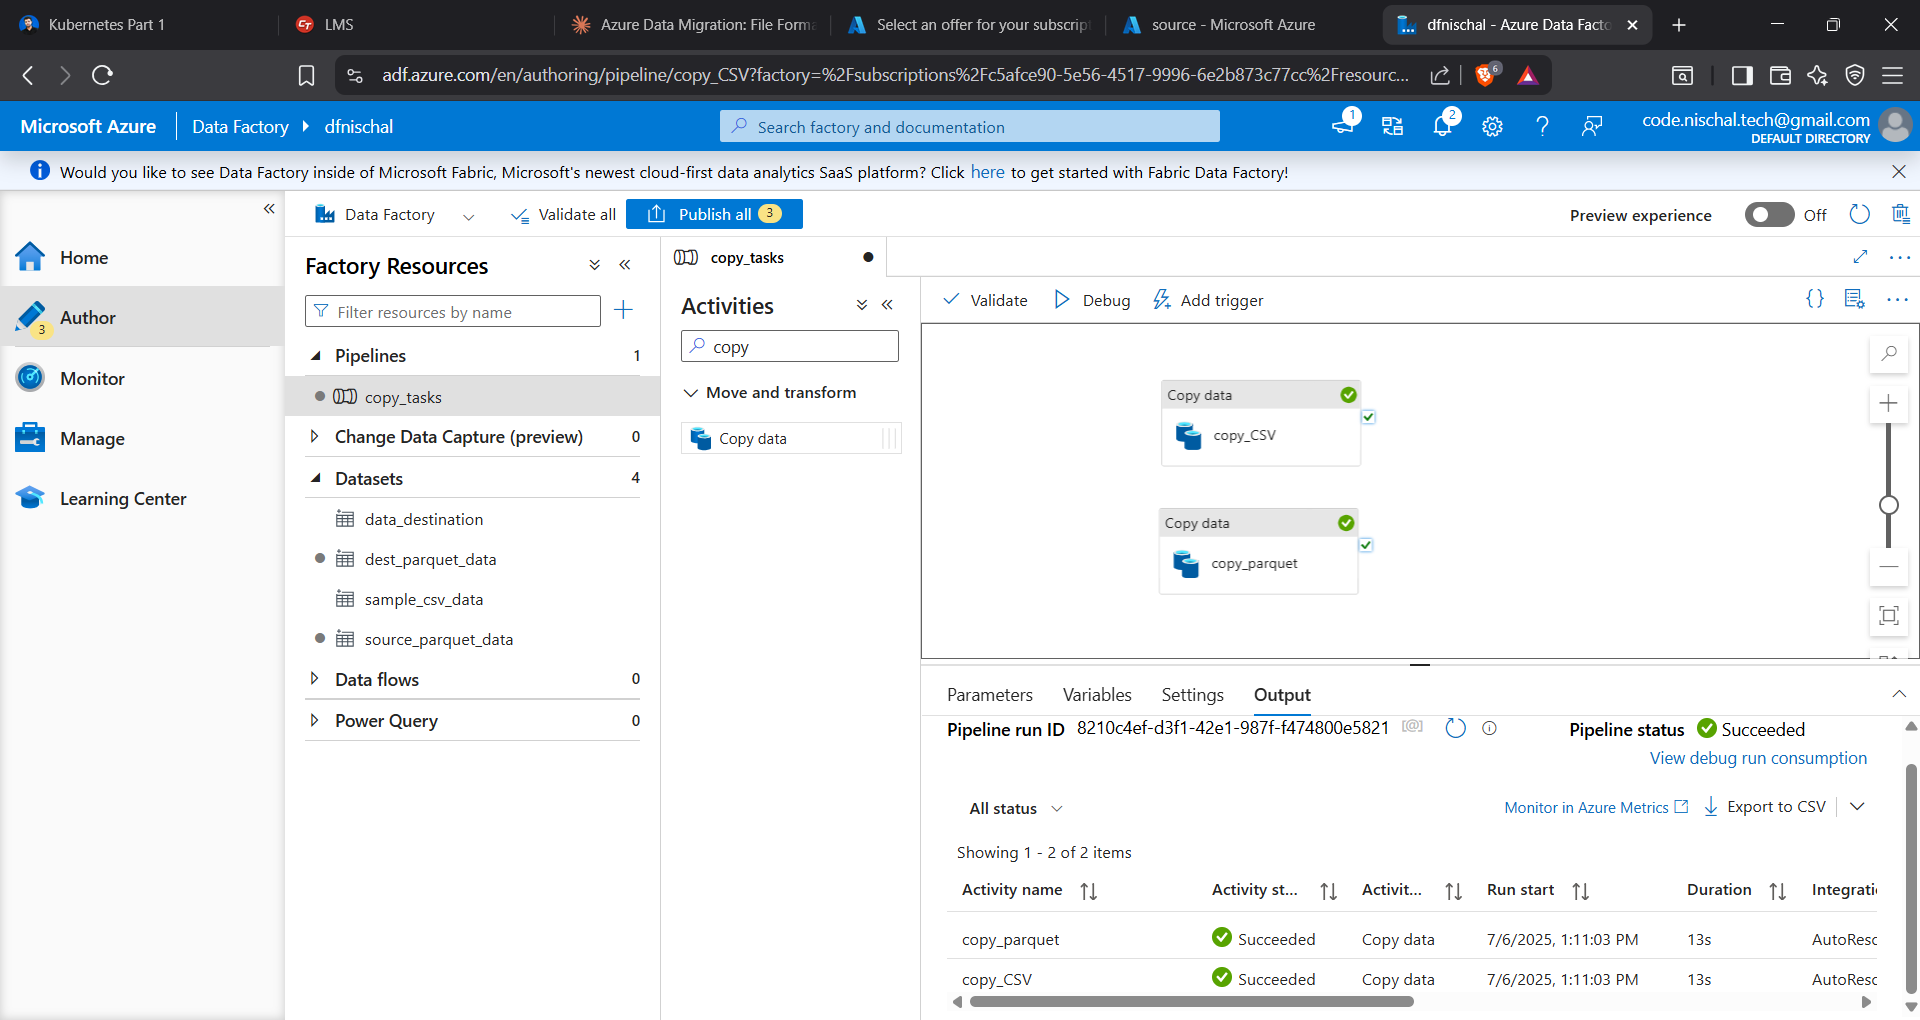 Kubernetes Part 1
LMS
Azure Data Migration: File Forma
Select an offer for your subscrip
source - Microsoft Azure
dfnischal - Azure Data Facto
adf.azure.com/en/authoring/pipeline/copy_CSV?factory=%2Fsubscriptions%2Fc5afce90-5e56-4517-9996-6e2b873c77cc%2Fresourc...
6
Microsoft Azure
Data Factory
dfnischal
Search factory and documentation
1
2
code.nischal.tech@gmail.com
DEFAULT DIRECTORY
Would you like to see Data Factory inside of Microsoft Fabric, Microsoft's newest cloud-first data analytics SaaS platform? Click here to get started with Fabric Data Factory!
Home
Author
3
Monitor
Manage
Learning Center
Data Factory
Validate all
Publish all 3
Preview experience
Off
Factory Resources
Filter resources by name
Pipelines 1
copy_tasks
Change Data Capture (preview) 0
Datasets 4
data_destination
dest_parquet_data
sample_csv_data
source_parquet_data
Data flows 0
Power Query 0
copy_tasks
Activities
copy
Move and transform
Copy data
Validate
Debug
Add trigger
{}
Copy data
copy_CSV
Copy data
copy_parquet
Parameters
Variables
Settings
Output
Pipeline run ID 8210c4ef-d3f1-42e1-987f-f474800e5821 [@]
Pipeline status Succeeded
View debug run consumption
All status
Monitor in Azure Metrics
Export to CSV
Showing 1 - 2 of 2 items
Activity name Activity st... Activit... Run start Duration Integrati
copy_parquet Succeeded Copy data 7/6/2025, 1:11:03 PM 13s AutoReso
copy_CSV Succeeded Copy data 7/6/2025, 1:11:03 PM 13s AutoReso